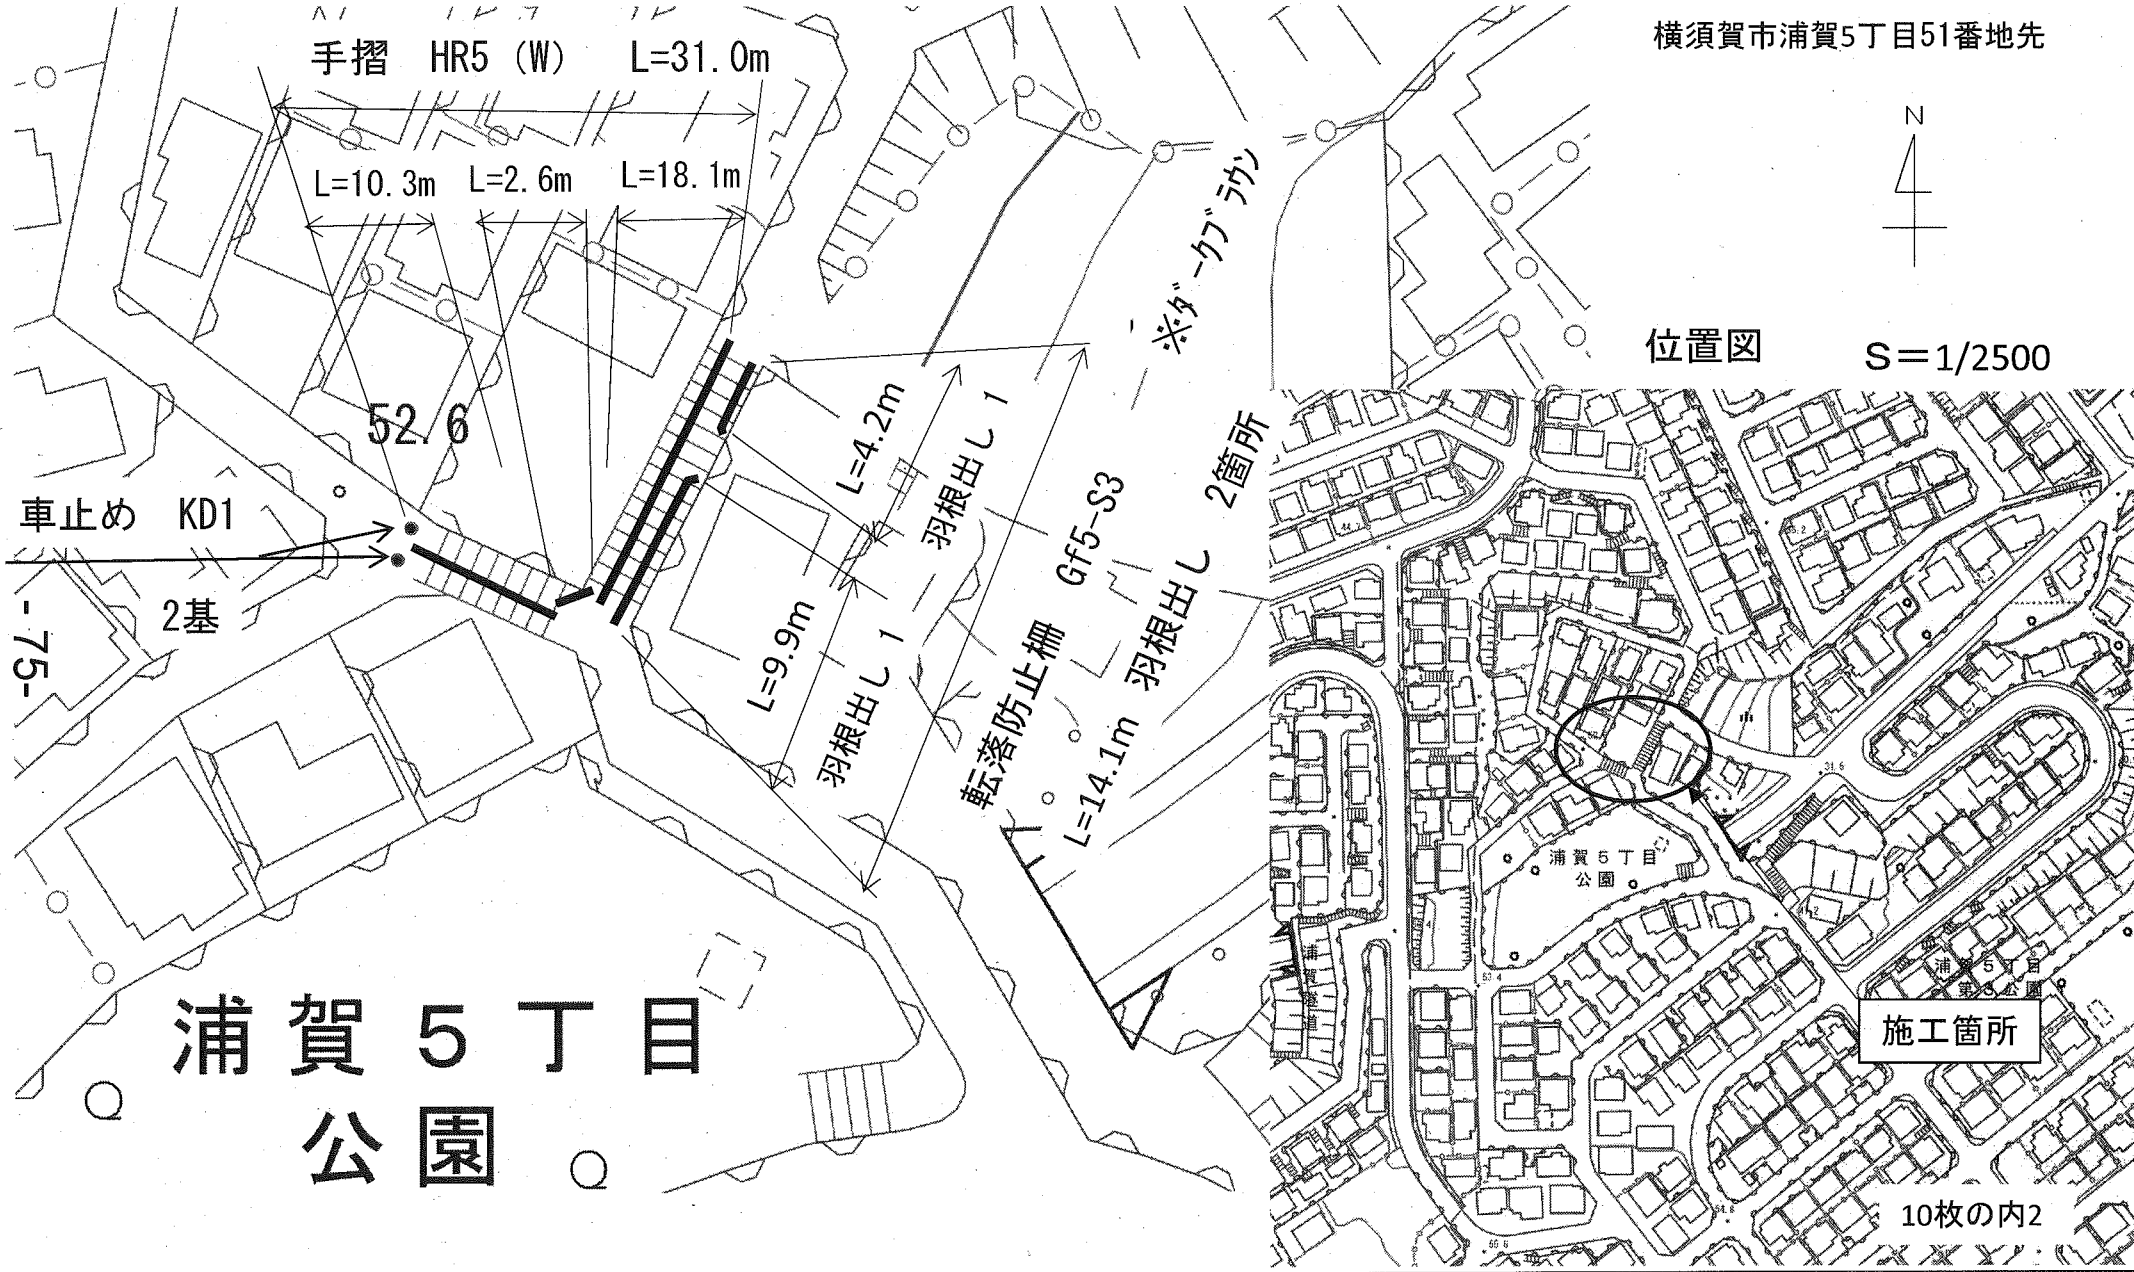 横須賀市浦賀5丁目51番地先
手摺 HR5 (W) L=31.0m
L=10.3m
L=2.6m
L=18.1m
N
※ﾀﾞｰｸﾌﾞﾗｳﾝ
位置図 S=1/2500
52.6
車止め KD1
2基
-75-
L=4.2m
羽根出し 1
L=9.9m
羽根出し 1
転落防止柵 Gf5-S3
L=14.1m 羽根出し 2箇所
浦賀5丁目
公園
31.6
浦賀5丁目
公園
浦賀5丁目
第3公園
施工箇所
10枚の内2